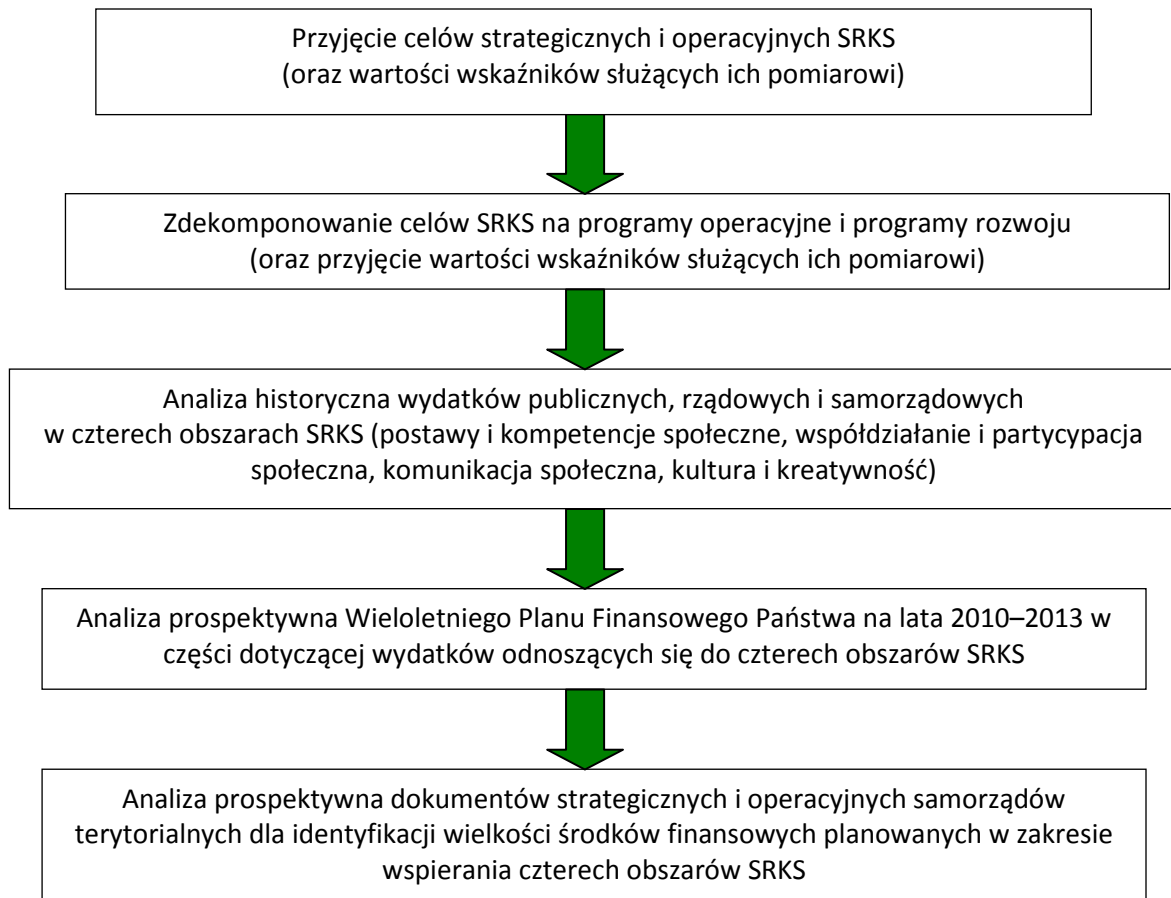 Przyjęcie celów strategicznych i operacyjnych SRKS
(oraz wartości wskaźników służących ich pomiarowi)
Zdekomponowanie celów SRKS na programy operacyjne i programy rozwoju
(oraz przyjęcie wartości wskaźników służących ich pomiarowi)
Analiza historyczna wydatków publicznych, rządowych i samorządowych
w czterech obszarach SRKS (postawy i kompetencje społeczne, współdziałanie i partycypacja
społeczna, komunikacja społeczna, kultura i kreatywność)
Analiza prospektywna Wieloletniego Planu Finansowego Państwa na lata 2010–2013 w
części dotyczącej wydatków odnoszących się do czterech obszarów SRKS
Analiza prospektywna dokumentów strategicznych i operacyjnych samorządów
terytorialnych dla identyfikacji wielkości środków finansowych planowanych w zakresie
wspierania czterech obszarów SRKS